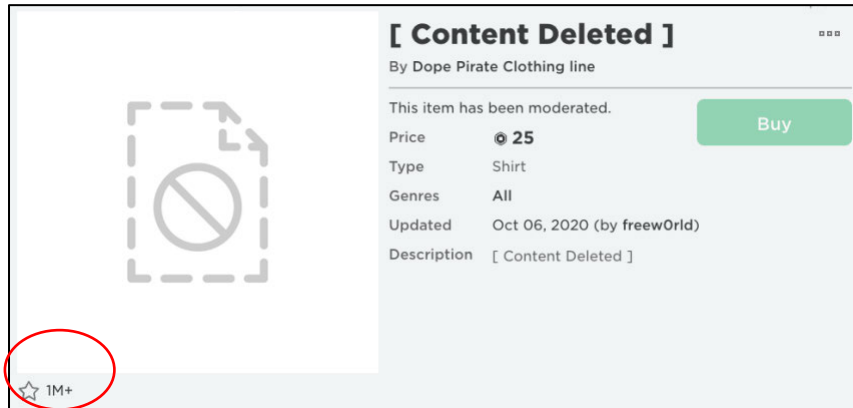 [ Content Deleted ]
By Dope Pirate Clothing line
This item has been moderated.
Buy
Price 25
Type Shirt
Genres All
Updated Oct 06, 2020 (by freew0rld)
Description [ Content Deleted ]
1M+